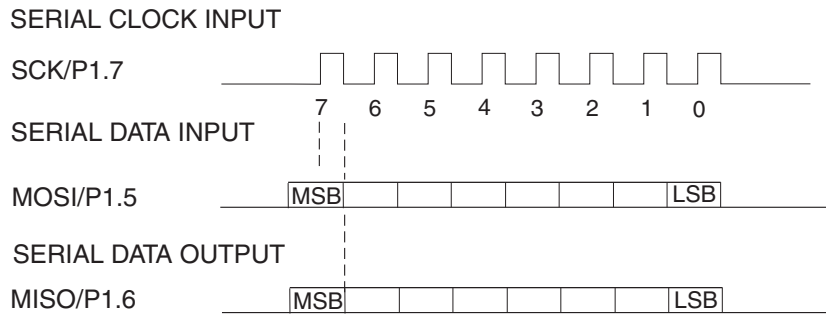 SERIAL CLOCK INPUT
SCK/P1.7
7 6 5 4 3 2 1 0
SERIAL DATA INPUT
MOSI/P1.5 MSB LSB
SERIAL DATA OUTPUT
MISO/P1.6 MSB LSB